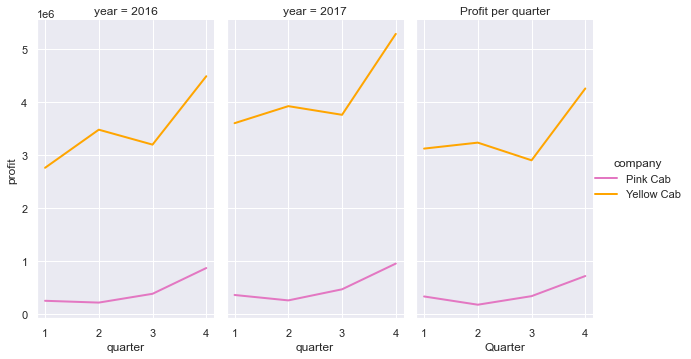 1e6
year = 2016
year = 2017
Profit per quarter
5
4
3
2
1
0
profit
1 2 3 4
1 2 3 4
1 2 3 4
quarter
quarter
Quarter
company
Pink Cab
Yellow Cab